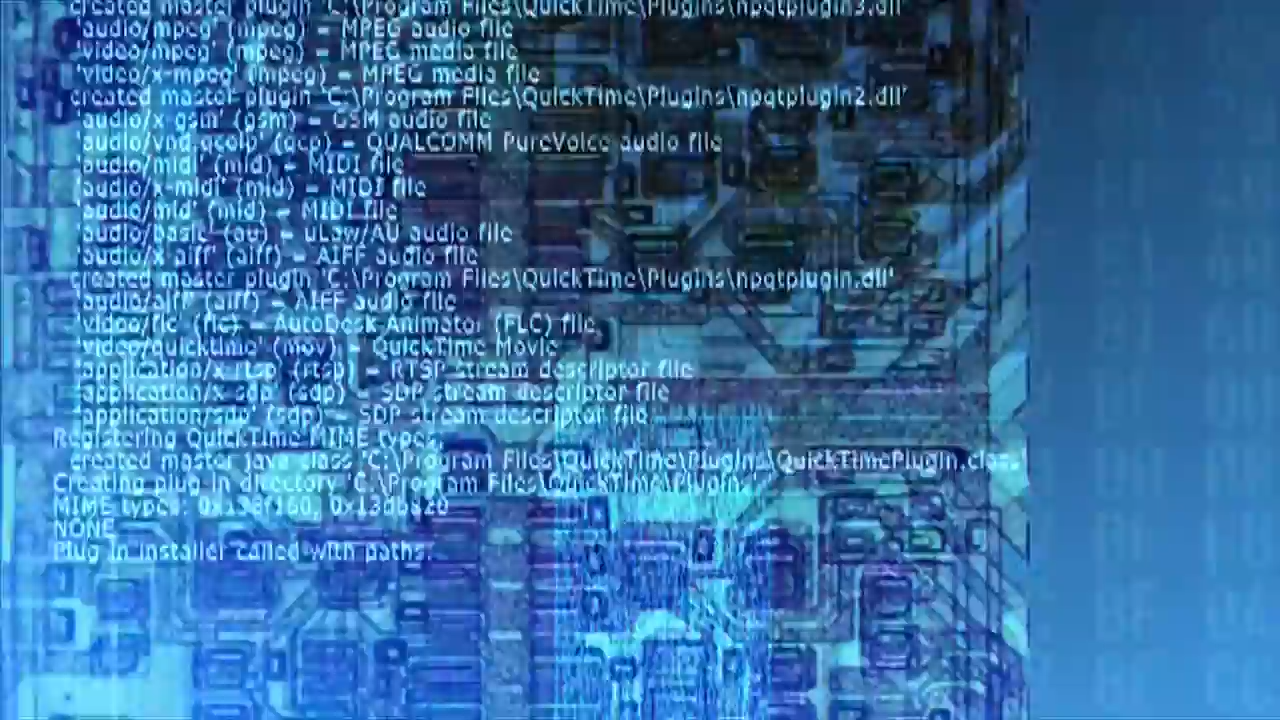 created master plugin 'C:\Program Files\QuickTime\Plugins\npqtplugin3.dll'
'audio/mpeg' (mpeg) - MPEG audio file
'video/mpeg' (mpeg) - MPEG media file
'video/x-mpeg' (mpeg) - MPEG media file
created master plugin 'C:\Program Files\QuickTime\Plugins\npqtplugin2.dll'
'audio/x-gsm' (gsm) - GSM audio file
'audio/vnd.qcelp' (qcp) - QUALCOMM PureVoice audio file
'audio/midi' (mid) - MIDI file
'audio/x-midi' (mid) - MIDI file
'audio/mid' (mid) - MIDI file
'audio/basic' (au) - uLaw/AU audio file
'audio/x-aiff' (aiff) - AIFF audio file
created master plugin 'C:\Program Files\QuickTime\Plugins\npqtplugin.dll'
'audio/aiff' (aiff) - AIFF audio file
'video/flc' (flc) - AutoDesk Animator (FLC) file
'video/quicktime' (mov) - QuickTime Movie
'application/x-rtsp' (rtsp) - RTSP stream descriptor file
'application/x-sdp' (sdp) - SDP stream descriptor file
'application/sdp' (sdp) - SDP stream descriptor file
Registering QuickTime MIME types.
created master java class 'C:\Program Files\QuickTime\Plugins\QuickTimePlugin.class
Creating plug-in directory 'C:\Program Files\QuickTime\Plugins'.
MIME types:
NONE
Plug-in installer called with paths: